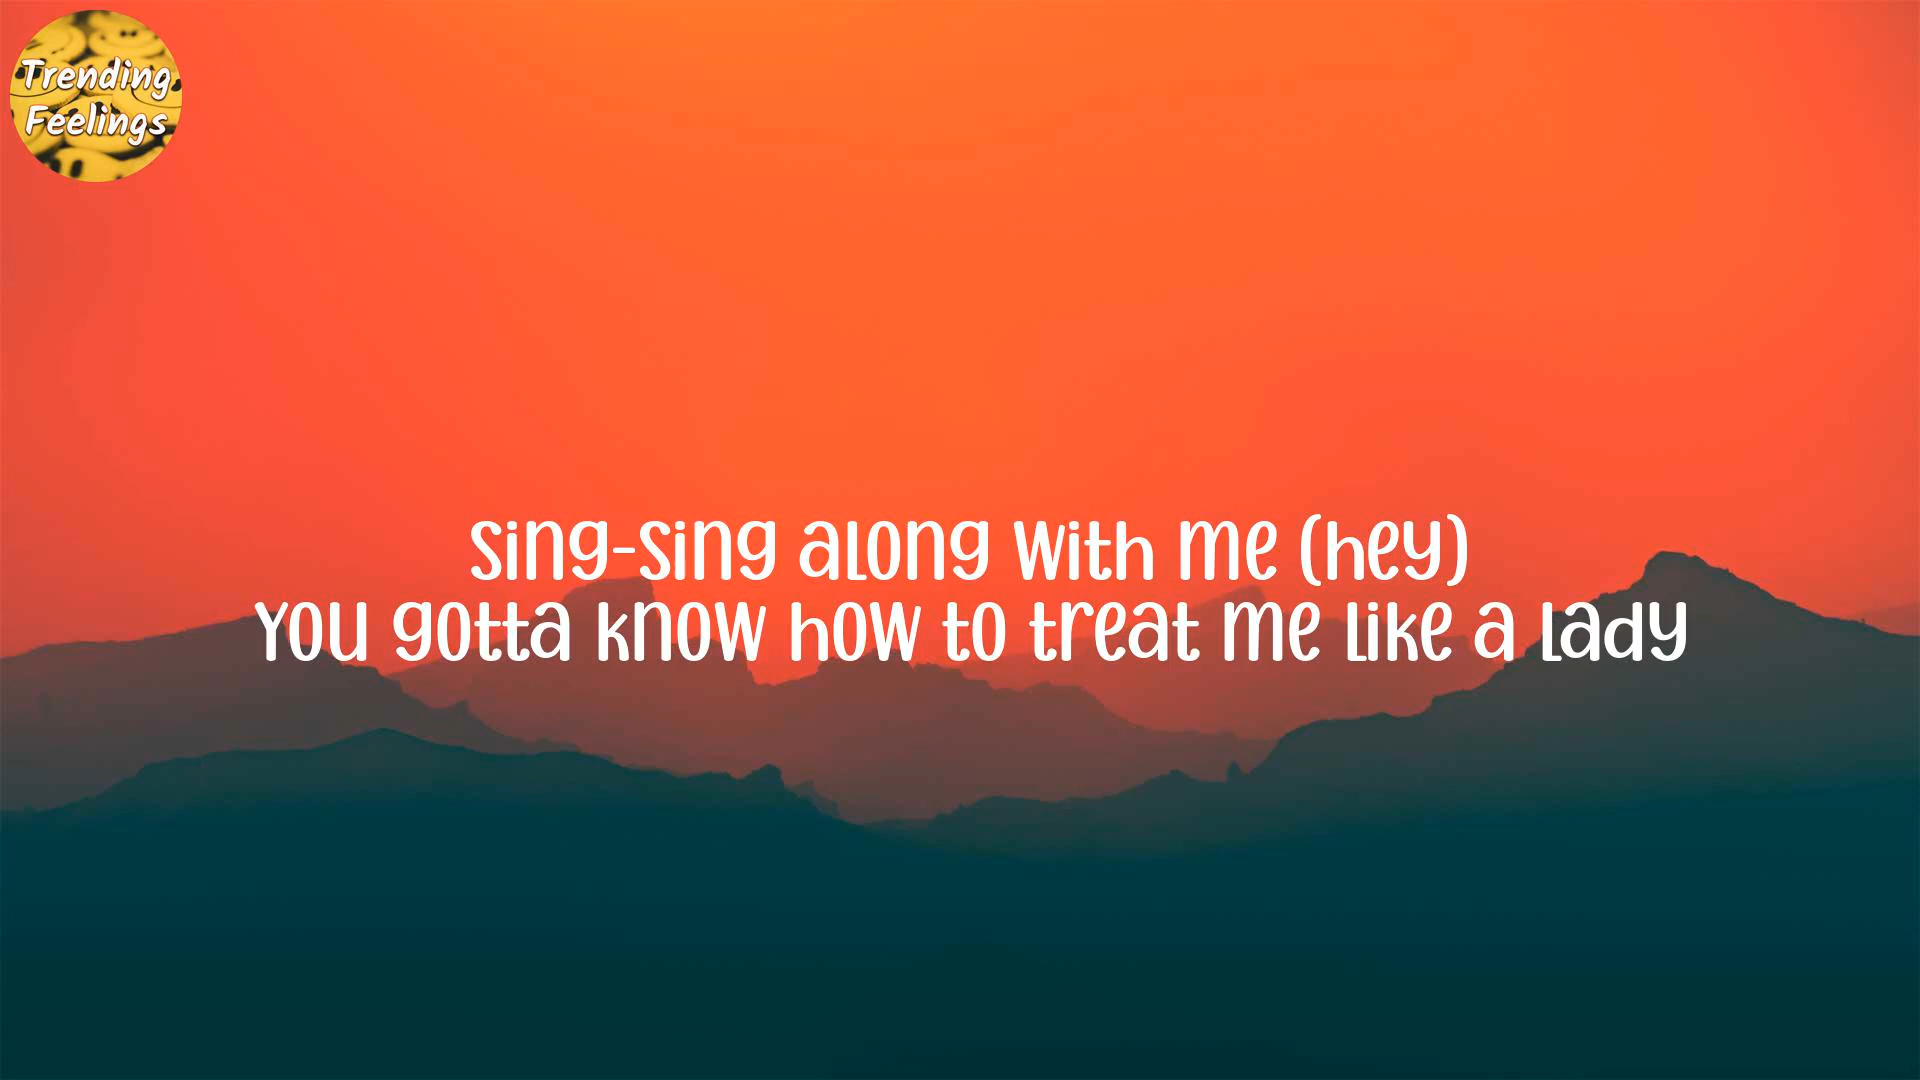 Trending
Feelings
Sing-Sing along with me (hey)
You gotta know how to treat me like a lady